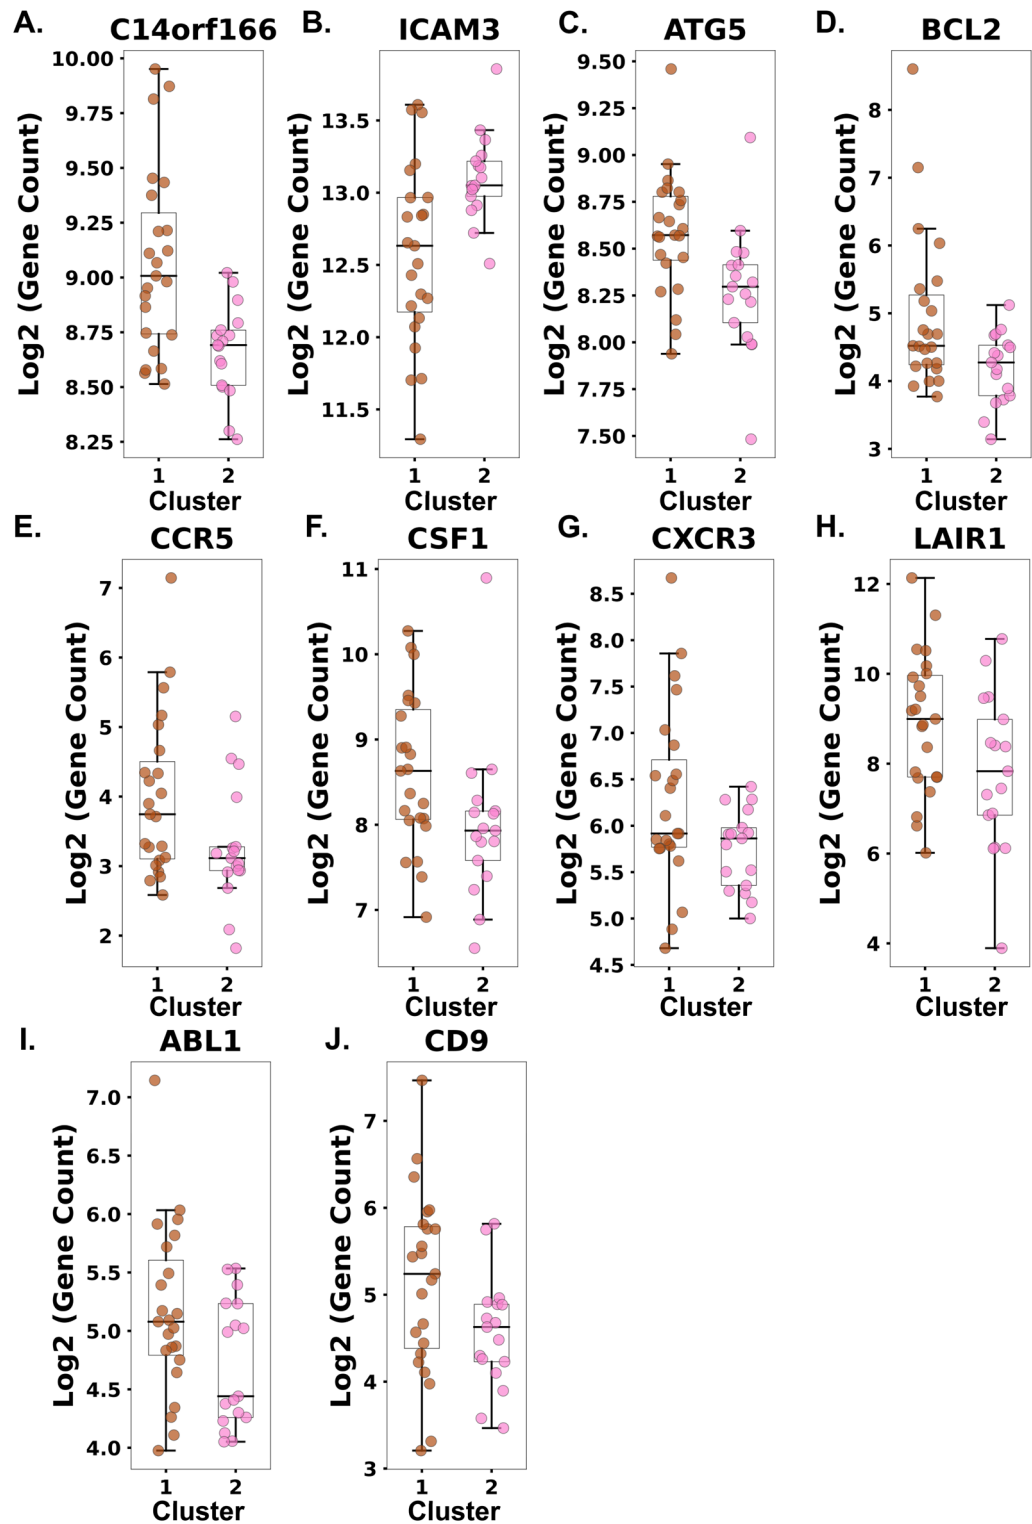 A. C14orf166
Log2 (Gene Count)
10.00
9.75
9.50
9.25
9.00
8.75
8.50
8.25
1 2
Cluster
B. ICAM3
Log2 (Gene Count)
13.5
13.0
12.5
12.0
11.5
1 2
Cluster
C. ATG5
Log2 (Gene Count)
9.50
9.25
9.00
8.75
8.50
8.25
8.00
7.75
7.50
1 2
Cluster
D. BCL2
Log2 (Gene Count)
8
7
6
5
4
3
1 2
Cluster
E. CCR5
Log2 (Gene Count)
7
6
5
4
3
2
1 2
Cluster
F. CSF1
Log2 (Gene Count)
11
10
9
8
7
1 2
Cluster
G. CXCR3
Log2 (Gene Count)
8.5
8.0
7.5
7.0
6.5
6.0
5.5
5.0
4.5
1 2
Cluster
H. LAIR1
Log2 (Gene Count)
12
10
8
6
4
1 2
Cluster
I. ABL1
Log2 (Gene Count)
7.0
6.5
6.0
5.5
5.0
4.5
4.0
1 2
Cluster
J. CD9
Log2 (Gene Count)
7
6
5
4
3
1 2
Cluster